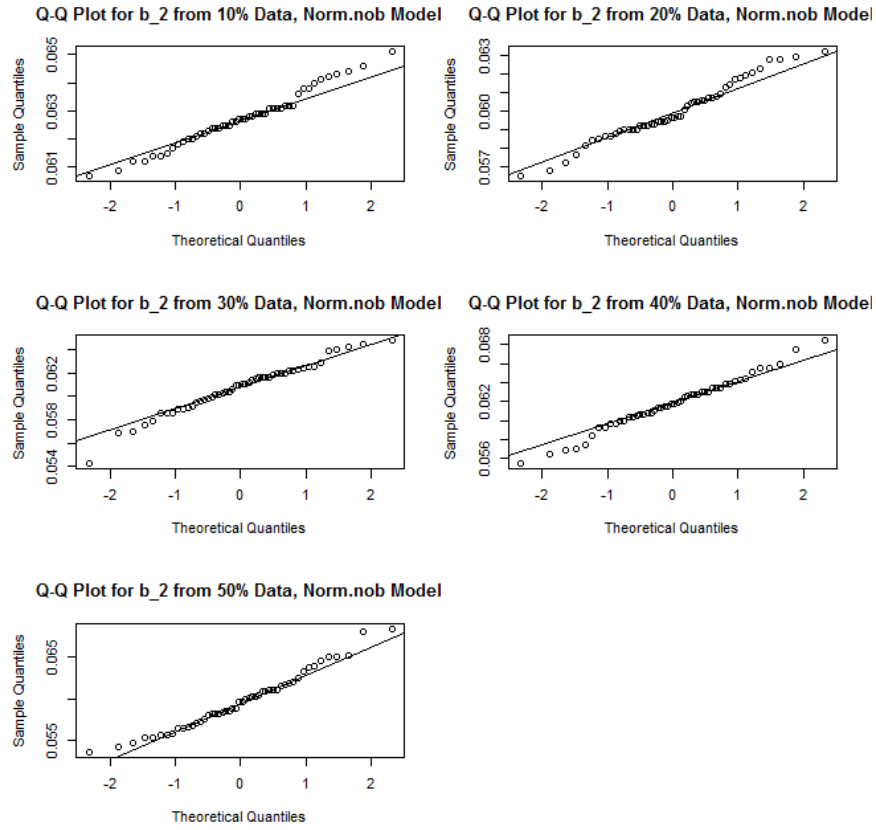 Q-Q Plot for b_2 from 10% Data, Norm.nob Model
Sample Quantiles
0.061 0.063 0.065
-2 -1 0 1 2
Theoretical Quantiles
Q-Q Plot for b_2 from 20% Data, Norm.nob Model
Sample Quantiles
0.057 0.060 0.063
-2 -1 0 1 2
Theoretical Quantiles
Q-Q Plot for b_2 from 30% Data, Norm.nob Model
Sample Quantiles
0.054 0.058 0.062
-2 -1 0 1 2
Theoretical Quantiles
Q-Q Plot for b_2 from 40% Data, Norm.nob Model
Sample Quantiles
0.056 0.062 0.068
-2 -1 0 1 2
Theoretical Quantiles
Q-Q Plot for b_2 from 50% Data, Norm.nob Model
Sample Quantiles
0.055 0.065
-2 -1 0 1 2
Theoretical Quantiles